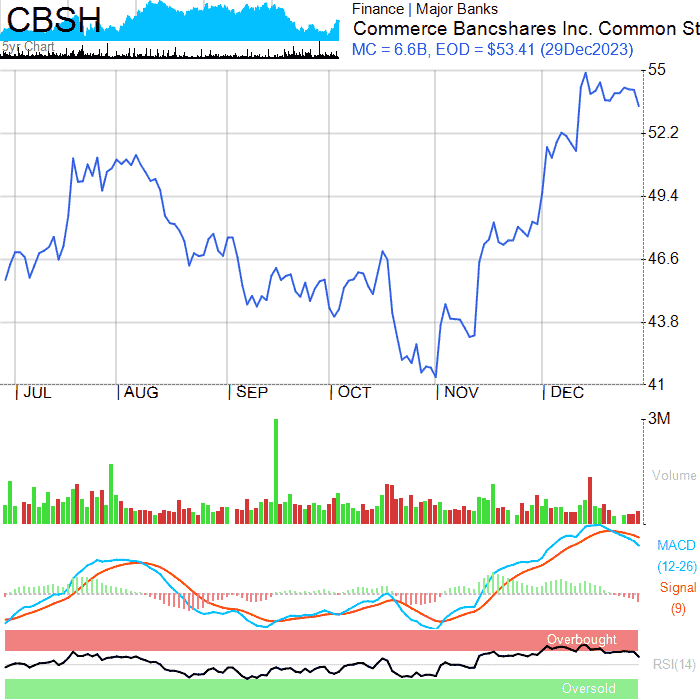 CBSH
5yr Chart
Finance | Major Banks
Commerce Bancshares Inc. Common St
MC = 6.6B, EOD = $53.41 (29Dec2023)
55
52.2
49.4
46.6
43.8
41
| JUL | AUG | SEP | OCT | NOV | DEC
3M
Volume
MACD
(12-26)
Signal
(9)
Overbought
RSI(14)
Oversold